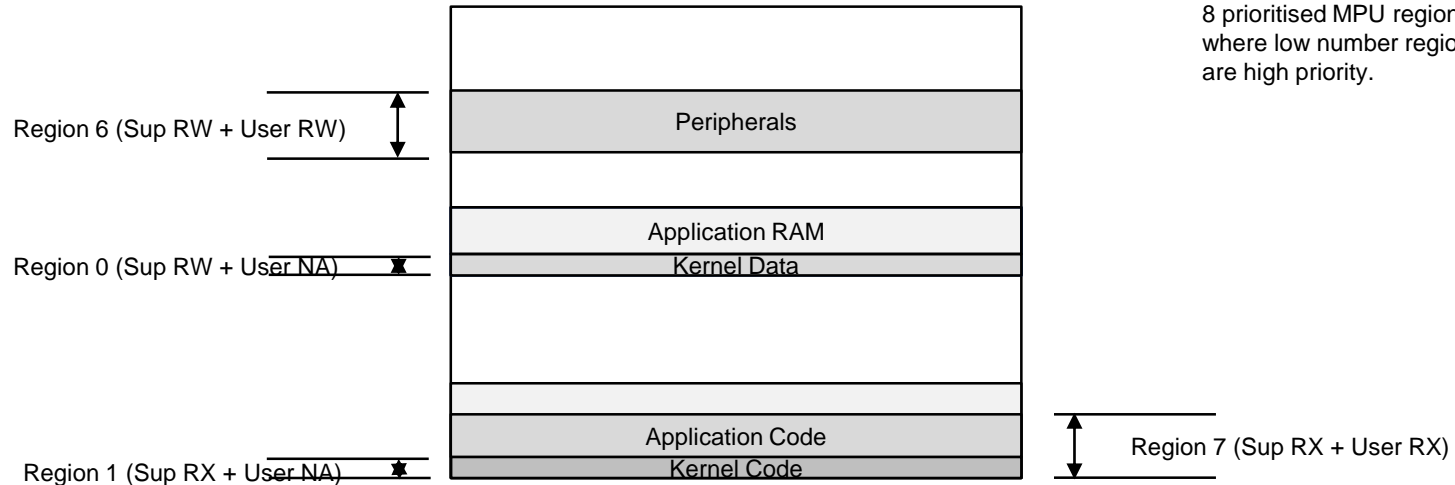 8 prioritised MPU region
where low number regio
are high priority.
Peripherals
Region 6 (Sup RW + User RW)
Application RAM
Region 0 (Sup RW + User NA)
Kernel Data
Application Code
Region 7 (Sup RX + User RX)
Region 1 (Sup RX + User NA)
Kernel Code